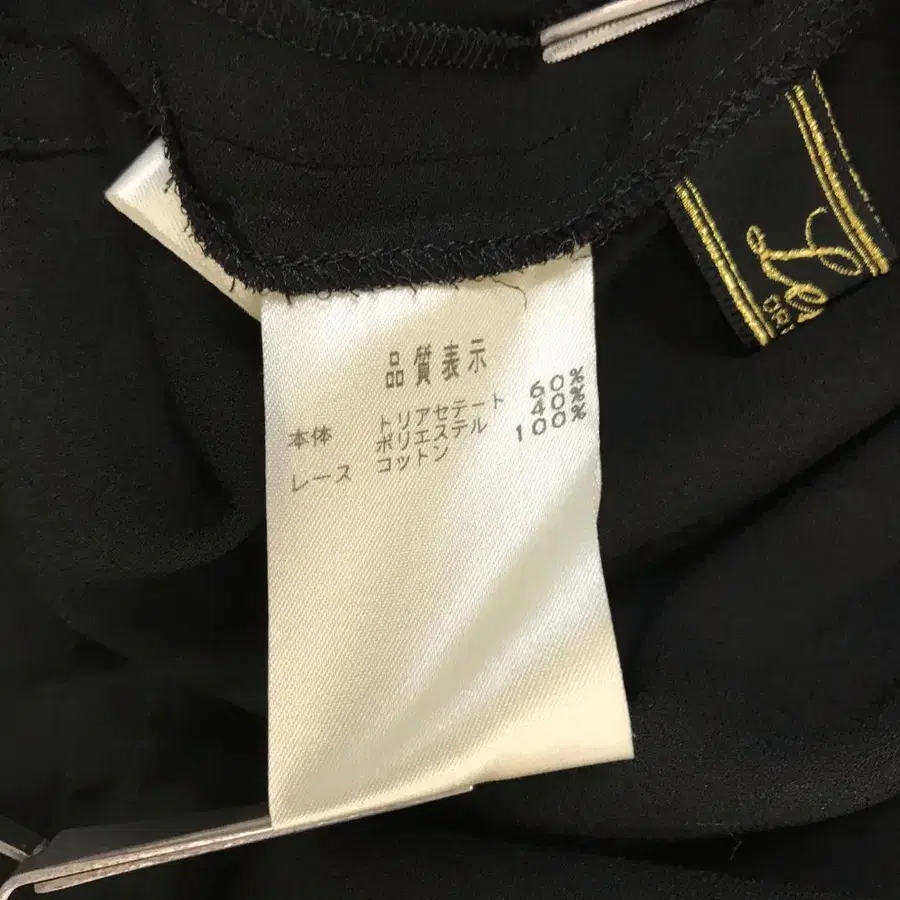 品質表示
本体 トリアセテート 60%
ポリエステル 40%
レース コットン 100%